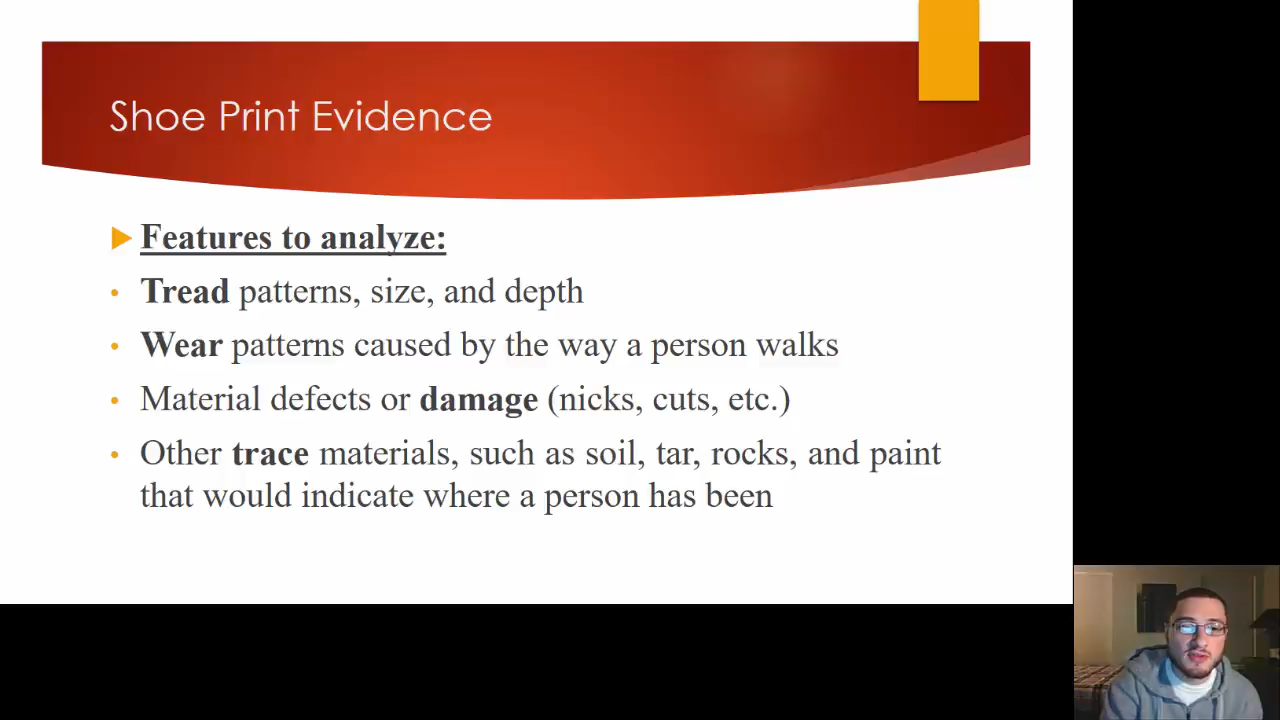 Shoe Print Evidence
Features to analyze:
Tread patterns, size, and depth
Wear patterns caused by the way a person walks
Material defects or damage (nicks, cuts, etc.)
Other trace materials, such as soil, tar, rocks, and paint
that would indicate where a person has been